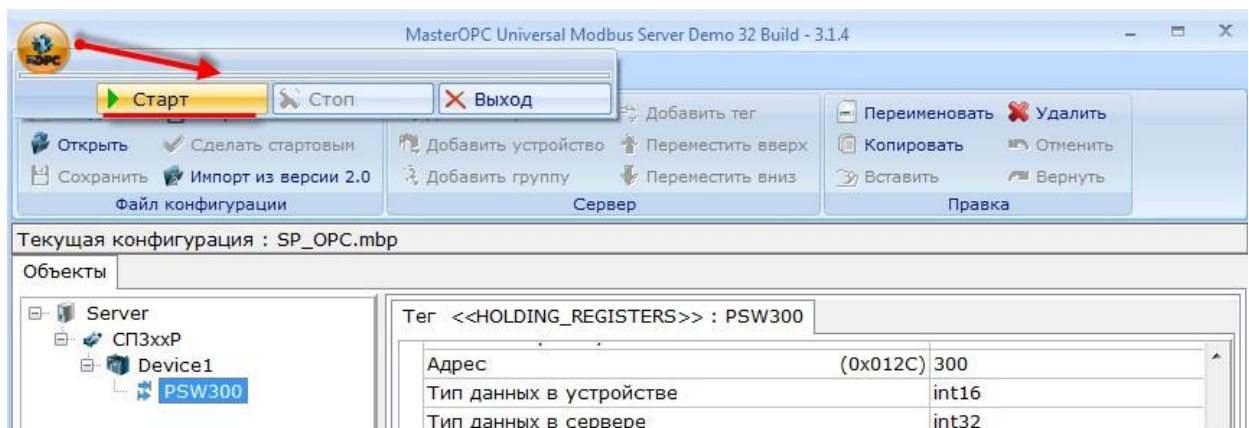 MasterOPC Universal Modbus Server Demo 32 Build - 3.1.4
Старт Стоп Выход
Добавить тег Переименовать Удалить
Открыть Сделать стартовым Добавить устройство Переместить вверх Копировать Отменить
Сохранить Импорт из версии 2.0 Добавить группу Переместить вниз Вставить Вернуть
Файл конфигурации Сервер Правка
Текущая конфигурация : SP_OPC.mbp
Объекты
Server
СП3xxР
Device1
PSW300
Тег <<HOLDING_REGISTERS>> : PSW300
Адрес (0x012C) 300
Тип данных в устройстве int16
Тип данных в сервере int32